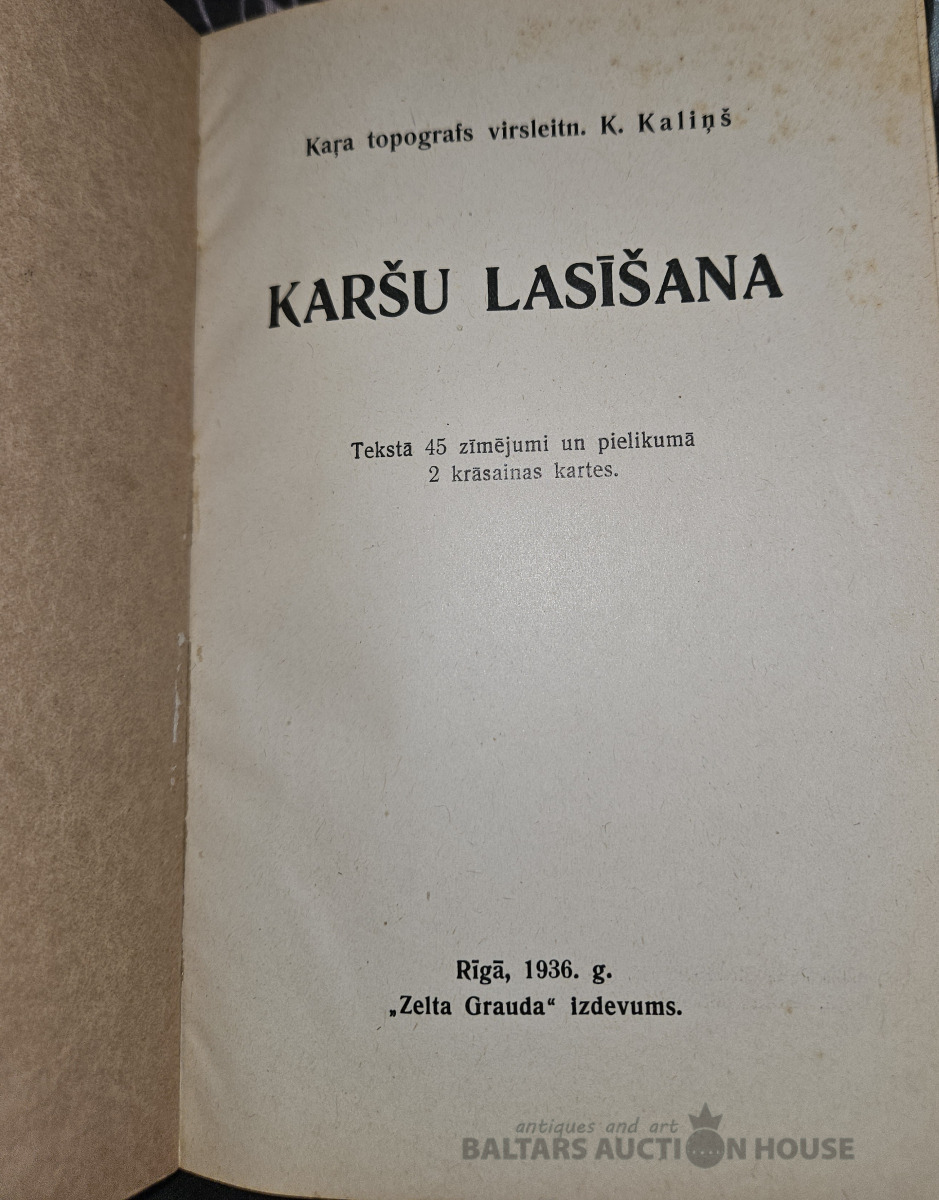 Kaŗa topografs virsleitn. K. Kaliņš
KARŠU LASĪŠANA
Tekstā 45 zīmējumi un pielikumā
2 krāsainas kartes.
Rīgā, 1936. g.
„Zelta Grauda“ izdevums.
antiques and art
BALTARS AUCTION HOUSE